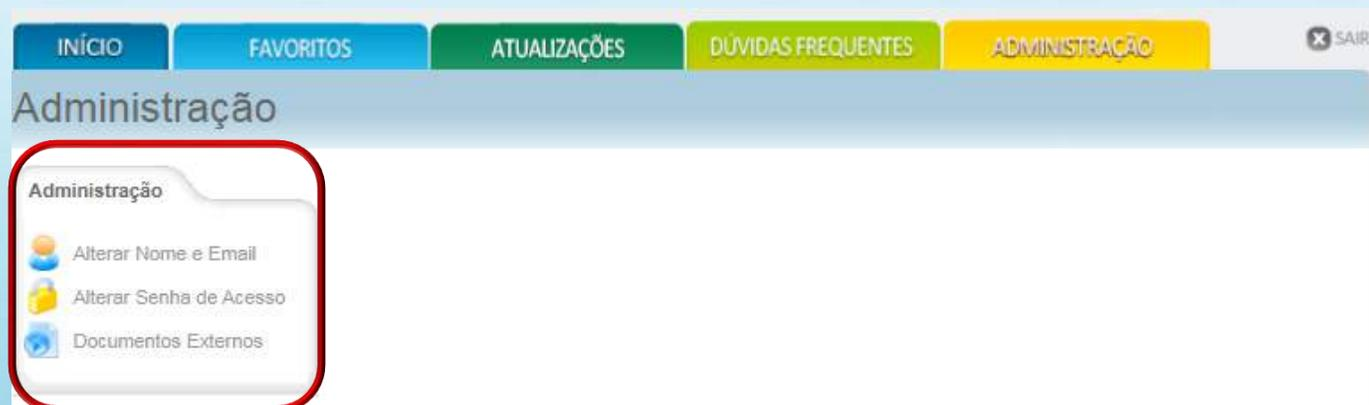 INÍCIO FAVORITOS ATUALIZAÇÕES DÚVIDAS FREQUENTES ADMINISTRAÇÃO SAIR
Administração
Administração
Alterar Nome e Email
Alterar Senha de Acesso
Documentos Externos